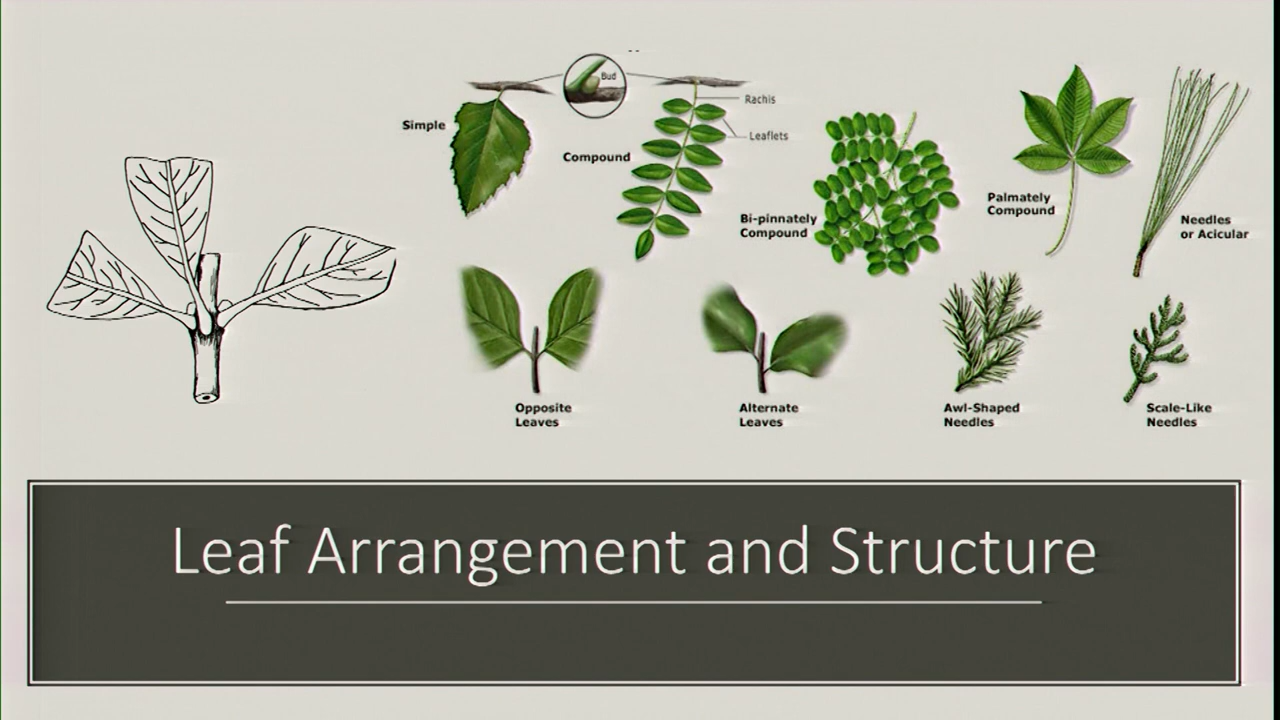 Bud
Rachis
Simple
Leaflets
Compound
Palmately
Compound
Bi-pinnately
Compound
Needles
or Acicular
Opposite
Leaves
Alternate
Leaves
Awl-Shaped
Needles
Scale-Like
Needles
Leaf Arrangement and Structure